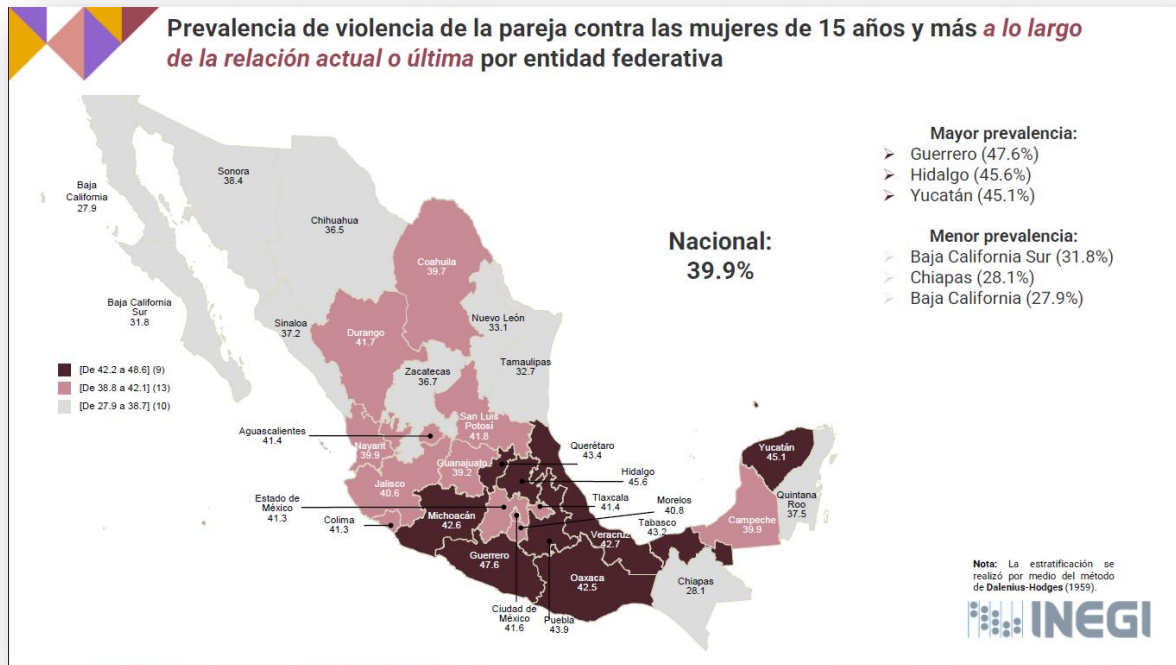 Prevalencia de violencia de la pareja contra las mujeres de 15 años y más a lo largo
de la relación actual o última por entidad federativa
Mayor prevalencia:
Guerrero (47.6%)
Hidalgo (45.6%)
Yucatán (45.1%)
Nacional:
39.9%
Menor prevalencia:
Baja California Sur (31.8%)
Chiapas (28.1%)
Baja California (27.9%)
Baja
California
27.9
Sonora
38.4
Chihuahua
36.5
Coahuila
39.7
Baja California
Sur
31.8
Sinaloa
37.2
Durango
41.7
Nuevo León
33.1
Zacatecas
36.7
Tamaulipas
32.7
[De 42.2 a 48.6] (9)
[De 38.8 a 42.1] (13)
[De 27.9 a 38.7] (10)
Aguascalientes
41.4
San Luis
Potosí
41.8
Nayarit
39.9
Guanajuato
39.2
Querétaro
43.4
Hidalgo
45.6
Jalisco
40.6
Estado de
México
41.3
Tlaxcala
41.4
Morelos
40.8
Colima
41.3
Michoacán
42.6
Veracruz
42.7
Tabasco
43.2
Yucatán
45.1
Quintana
Roo
37.5
Campeche
39.9
Guerrero
47.6
Oaxaca
42.5
Chiapas
28.1
Ciudad de
México
41.6
Puebla
43.9
Nota: La estratificación se
realizó por medio del método
de Dalenius-Hodges (1959).
INEGI